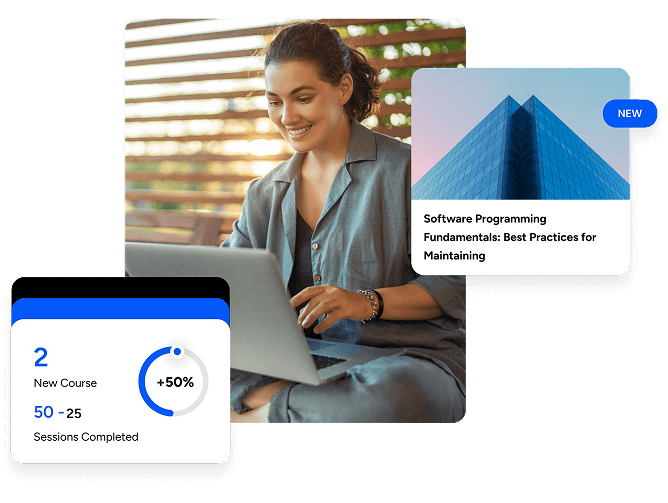 NEW
Software Programming
Fundamentals: Best Practices for
Maintaining
2
New Course
+50%
50 - 25
Sessions Completed